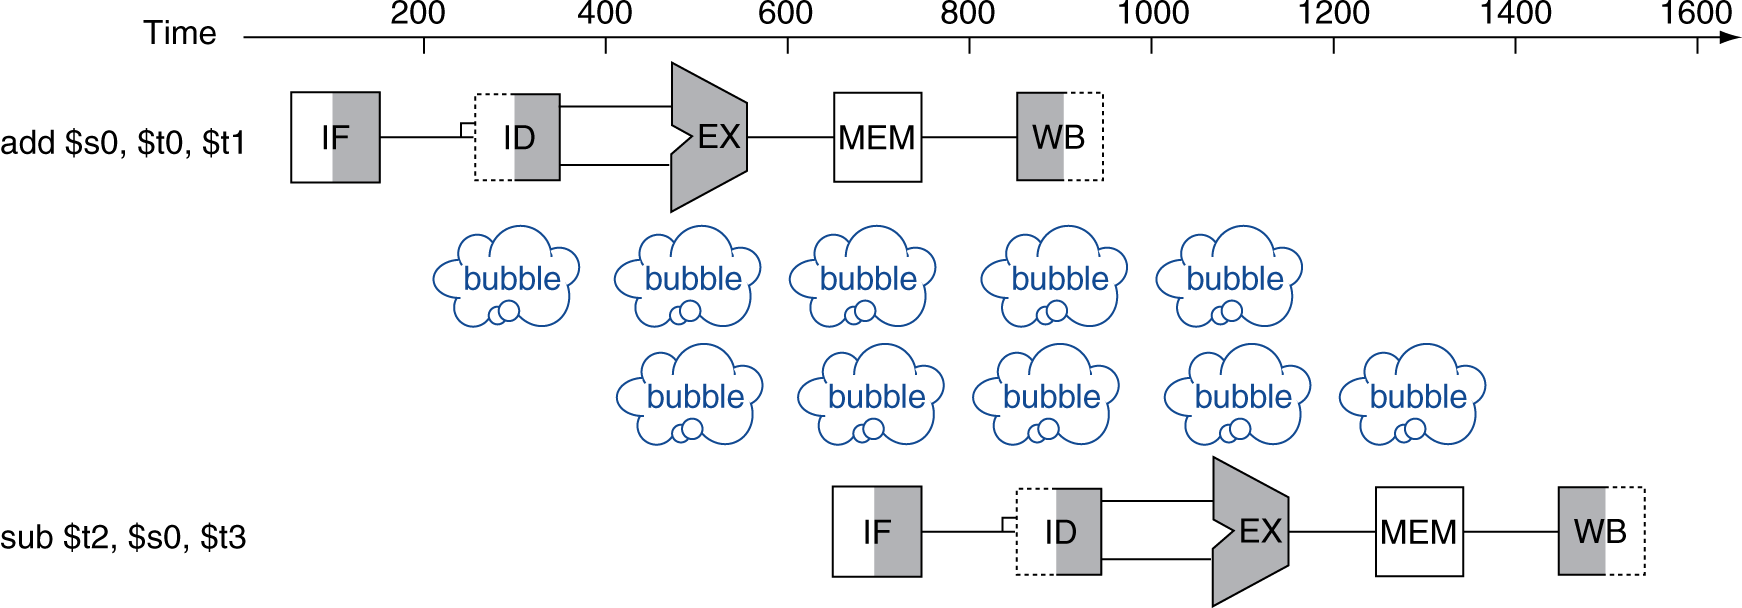 200 400 600 800 1000 1200 1400 1600
Time
add $s0, $t0, $t1 IF ID EX MEM WB
bubble bubble bubble bubble bubble
bubble bubble bubble bubble bubble
sub $t2, $s0, $t3 IF ID EX MEM WB